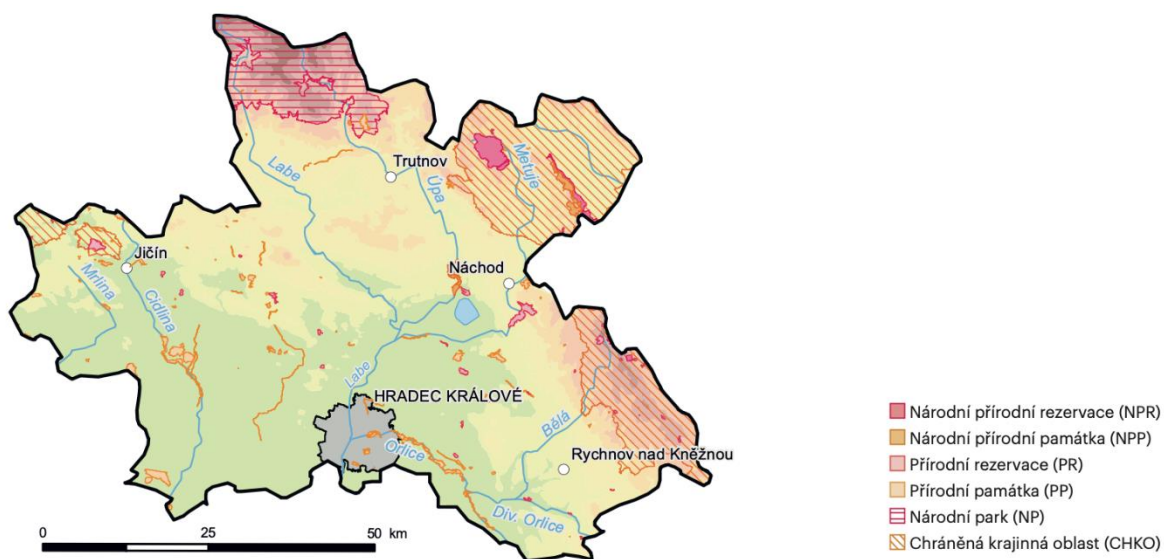 Labe
Trutnov
Úpa
Metuje
Jičín
Mrlina
Cidlina
Náchod
Labe
HRADEC KRÁLOVÉ
Orlice
Bělá
Rychnov nad Kněžnou
Div. Orlice
0 25 50 km
Národní přírodní rezervace (NPR)
Národní přírodní památka (NPP)
Přírodní rezervace (PR)
Přírodní památka (PP)
Národní park (NP)
Chráněná krajinná oblast (CHKO)